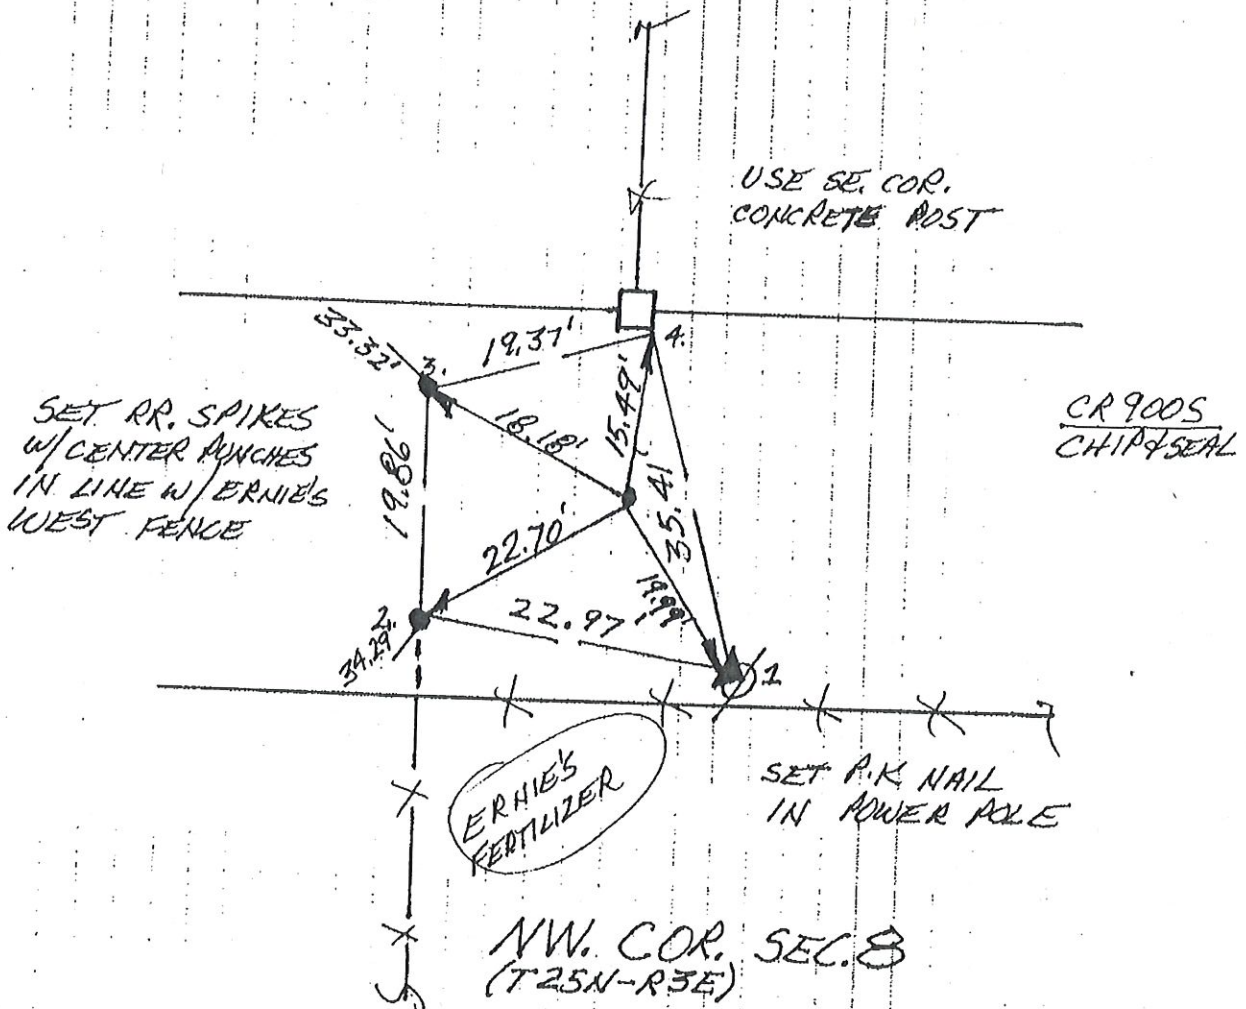 USE SE. COR.
CONCRETE POST
33.32'
3.
19.37'
4.
SET RR. SPIKES
W/CENTER PUNCHES
IN LINE W/ ERNIE'S
WEST FENCE
18.18'
15.49'
CR 900S
CHIP&SEAL
19.86'
35.41'
22.70'
19.99'
2.
22.97'
34.29'
1
ERNIE'S
FERTILIZER
SET P.K NAIL
IN POWER POLE
NW. COR. SEC. 8
(T25N-R3E)